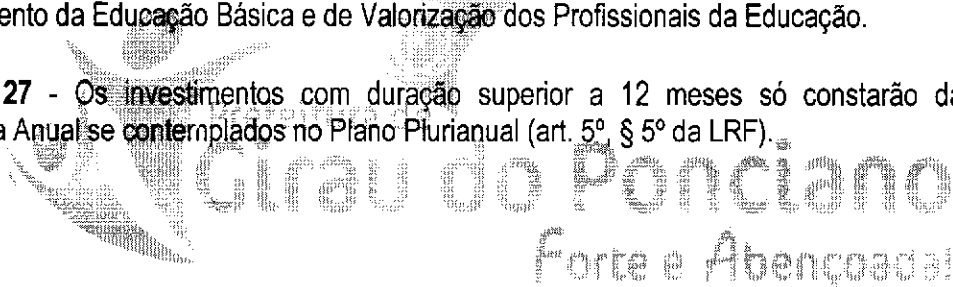 ento da Educação Básica e de Valorização dos Profissionais da Educação.
27 - Os investimentos com duração superior a 12 meses só constarão da
a Anual se contemplados no Plano Plurianual (art. 5º, § 5º da LRF).
Girau do Ponciano
Forte e Abençoada!